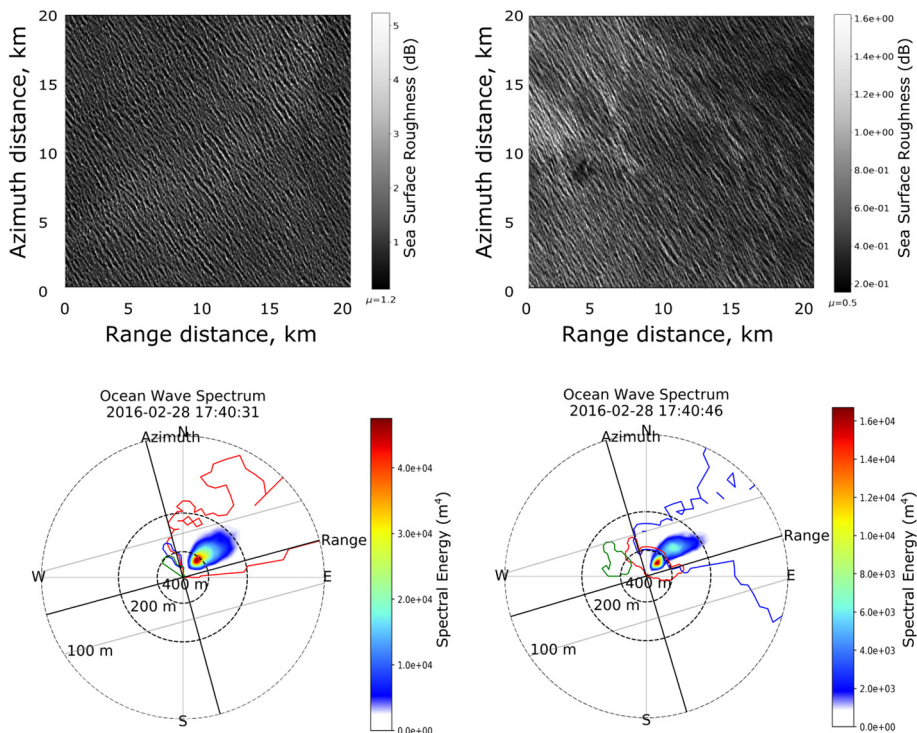 20
15
10
5
0
Azimuth distance, km
0
5
10
15
20
Range distance, km
5
4
3
2
1
μ=1.2
Sea Surface Roughness (dB)
20
15
10
5
0
Azimuth distance, km
0
5
10
15
20
Range distance, km
1.6e+00
1.4e+00
1.2e+00
1.0e+00
8.0e-01
6.0e-01
4.0e-01
2.0e-01
μ=0.5
Sea Surface Roughness (dB)
Ocean Wave Spectrum
2016-02-28 17:40:31
N
Azimuth
Range
W
E
400 m
200 m
100 m
S
4.0e+04
3.0e+04
2.0e+04
1.0e+04
0.0e+00
Spectral Energy (m⁴)
Ocean Wave Spectrum
2016-02-28 17:40:46
N
Azimuth
Range
W
E
400 m
200 m
100 m
S
1.6e+04
1.4e+04
1.2e+04
1.0e+04
8.0e+03
6.0e+03
4.0e+03
2.0e+03
0.0e+00
Spectral Energy (m⁴)